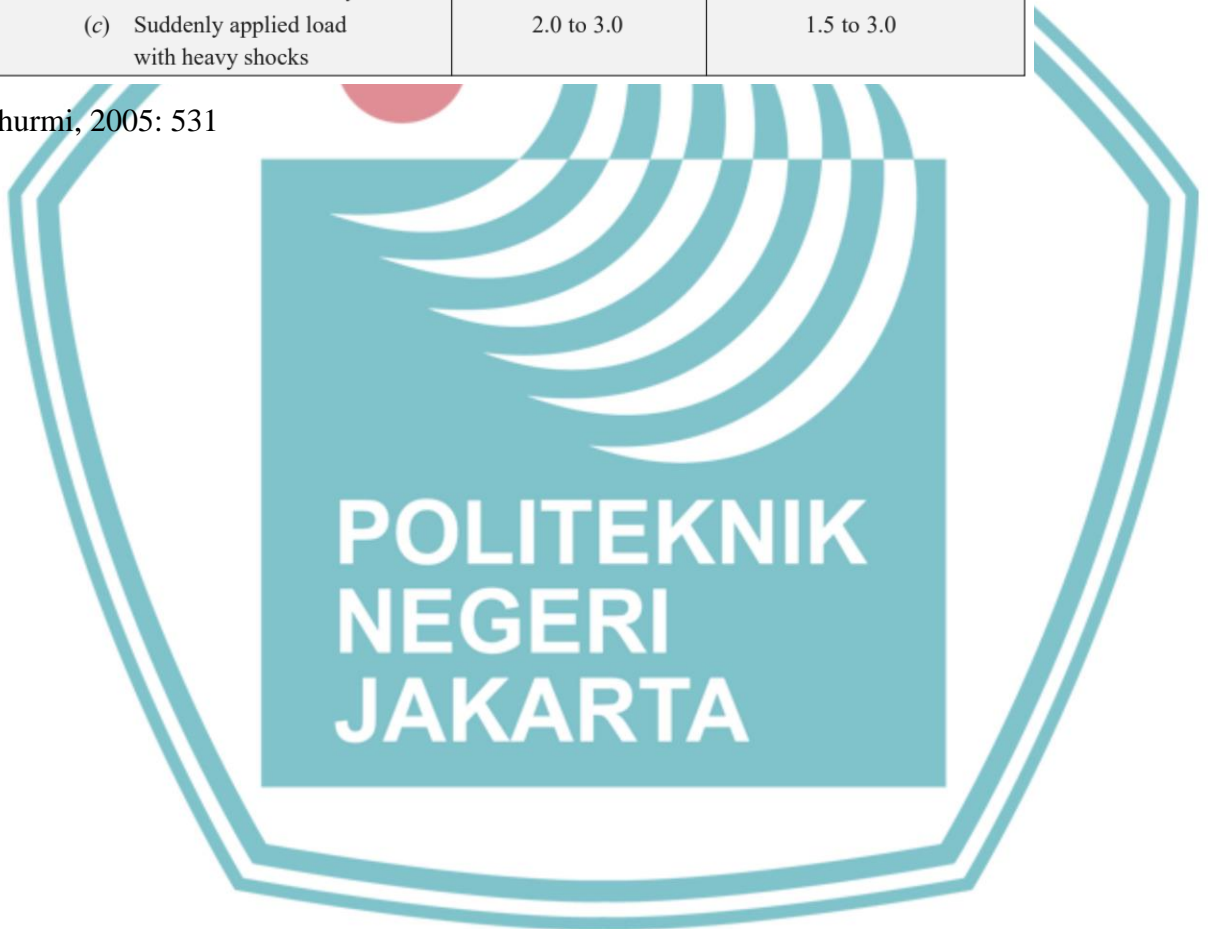 (c) Suddenly applied load 2.0 to 3.0 1.5 to 3.0
with heavy shocks
hurmi, 2005: 531
POLITEKNIK
NEGERI
JAKARTA